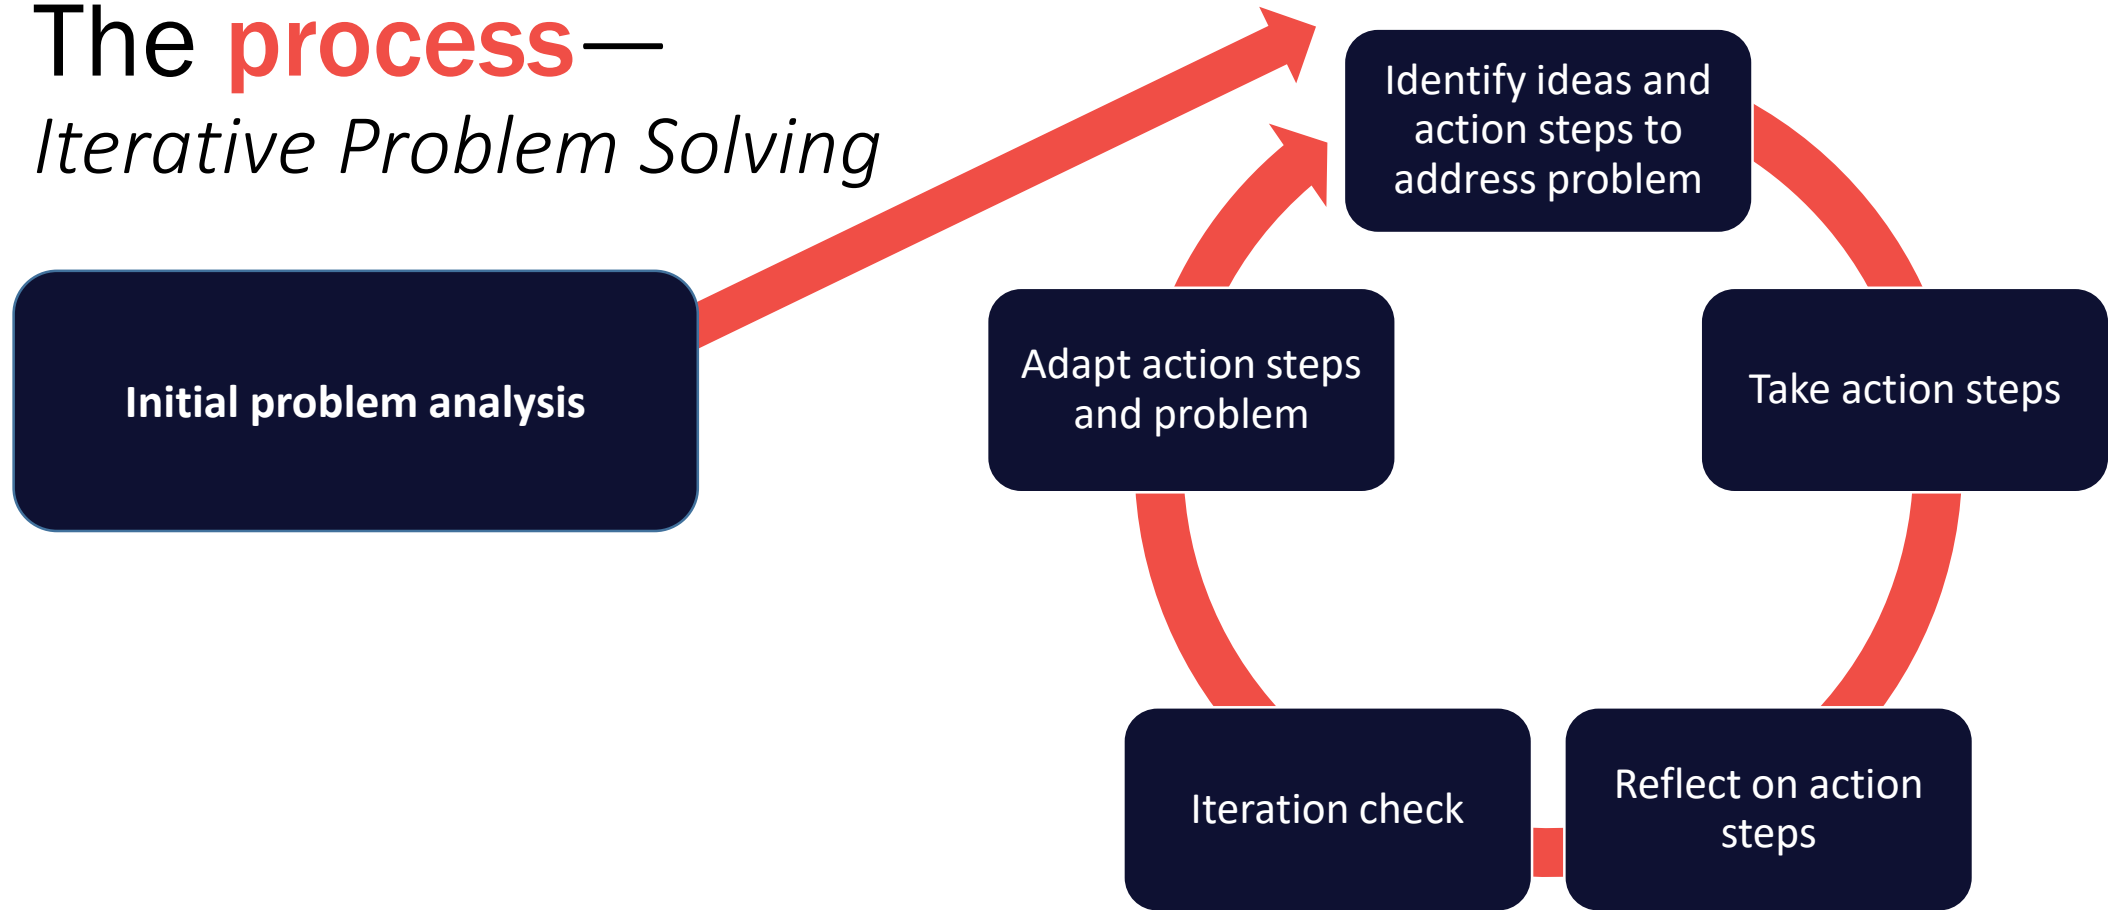 The process—
Iterative Problem Solving
Initial problem analysis
Identify ideas and
action steps to
address problem
Take action steps
Reflect on action
steps
Iteration check
Adapt action steps
and problem